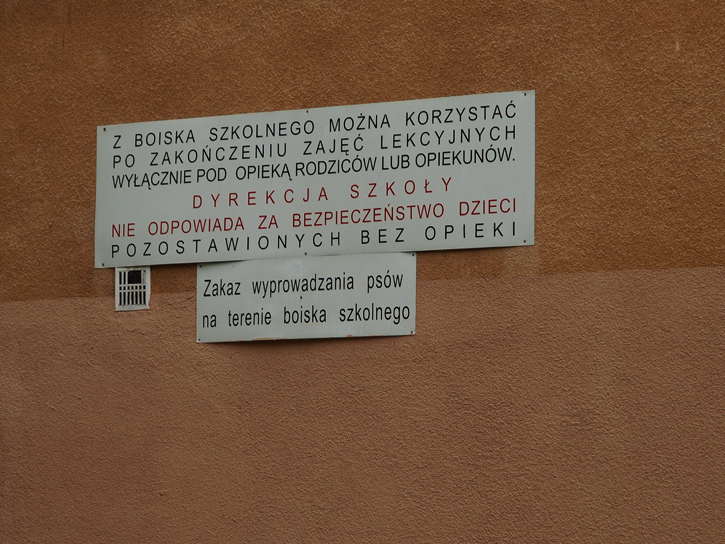 Z BOISKA SZKOLNEGO MOŻNA KORZYSTAĆ
PO ZAKOŃCZENIU ZAJĘĆ LEKCYJNYCH
WYŁĄCZNIE POD OPIEKĄ RODZICÓW LUB OPIEKUNÓW.
DYREKCJA SZKOŁY
NIE ODPOWIADA ZA BEZPIECZEŃSTWO DZIECI
POZOSTAWIONYCH BEZ OPIEKI
Zakaz wyprowadzania psów
na terenie boiska szkolnego